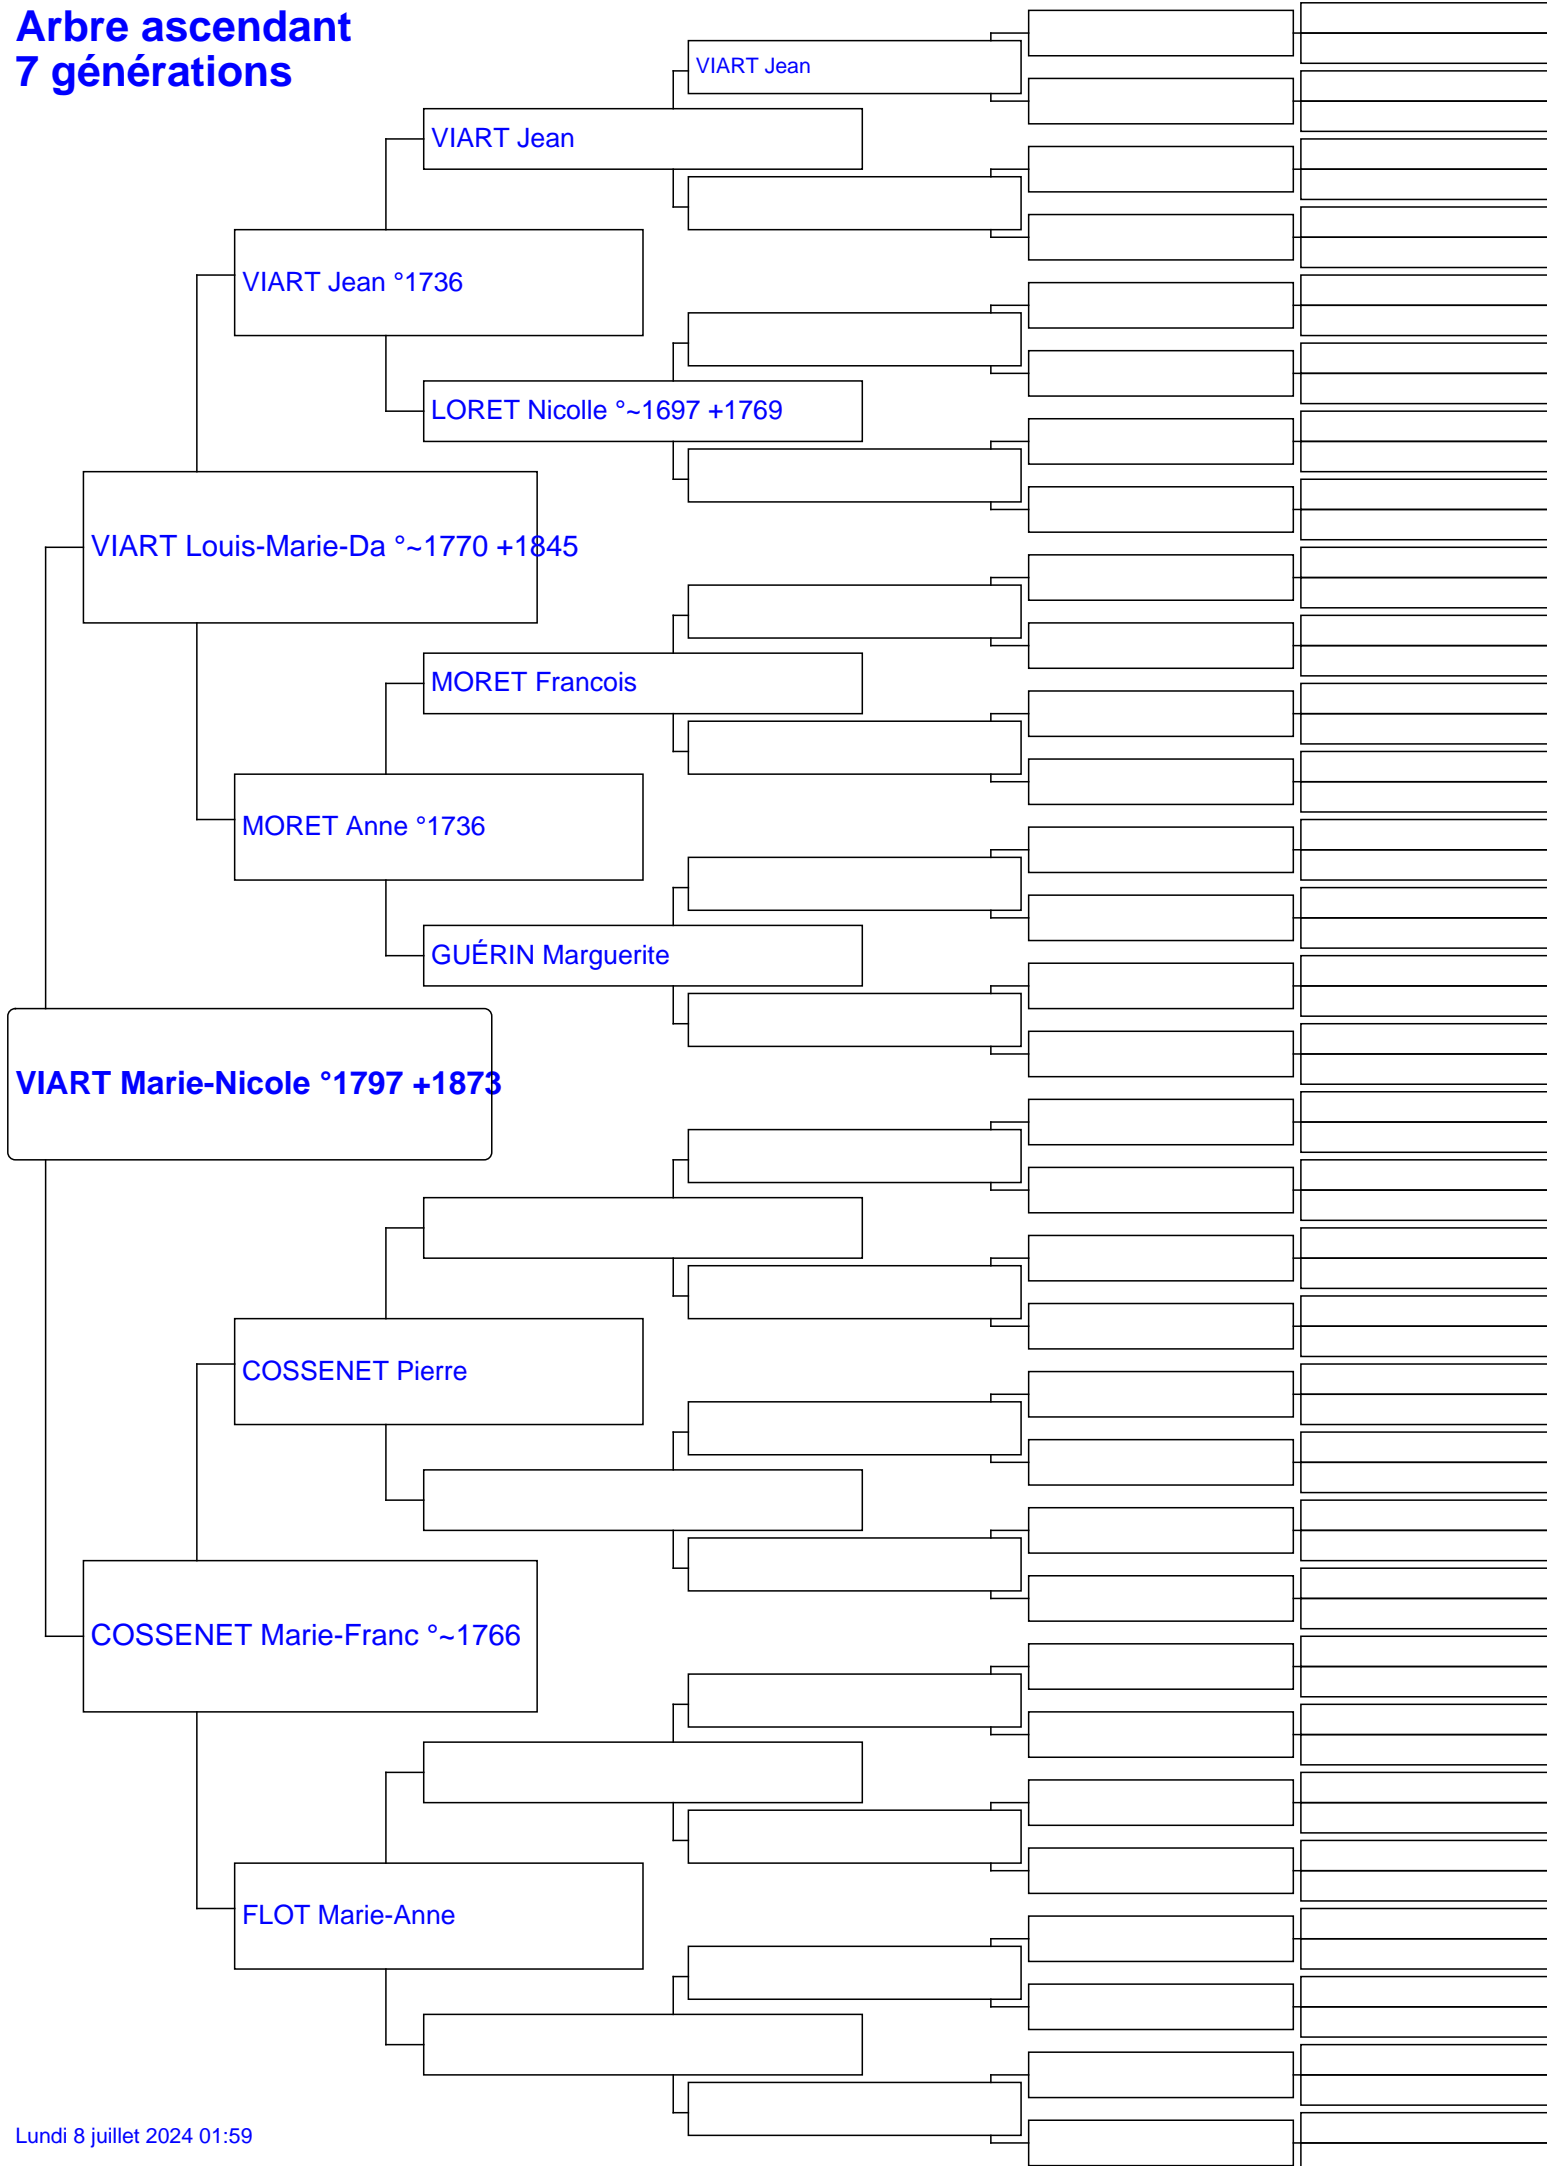 Arbre ascendant
7 générations
VIART Jean
VIART Jean
VIART Jean °1736
LORET Nicolle °~1697 +1769
VIART Louis-Marie-Da °~1770 +1845
MORET Francois
MORET Anne °1736
GUÉRIN Marguerite
VIART Marie-Nicole °1797 +1873
COSSENET Pierre
COSSENET Marie-Franc °~1766
FLOT Marie-Anne
Lundi 8 juillet 2024 01:59